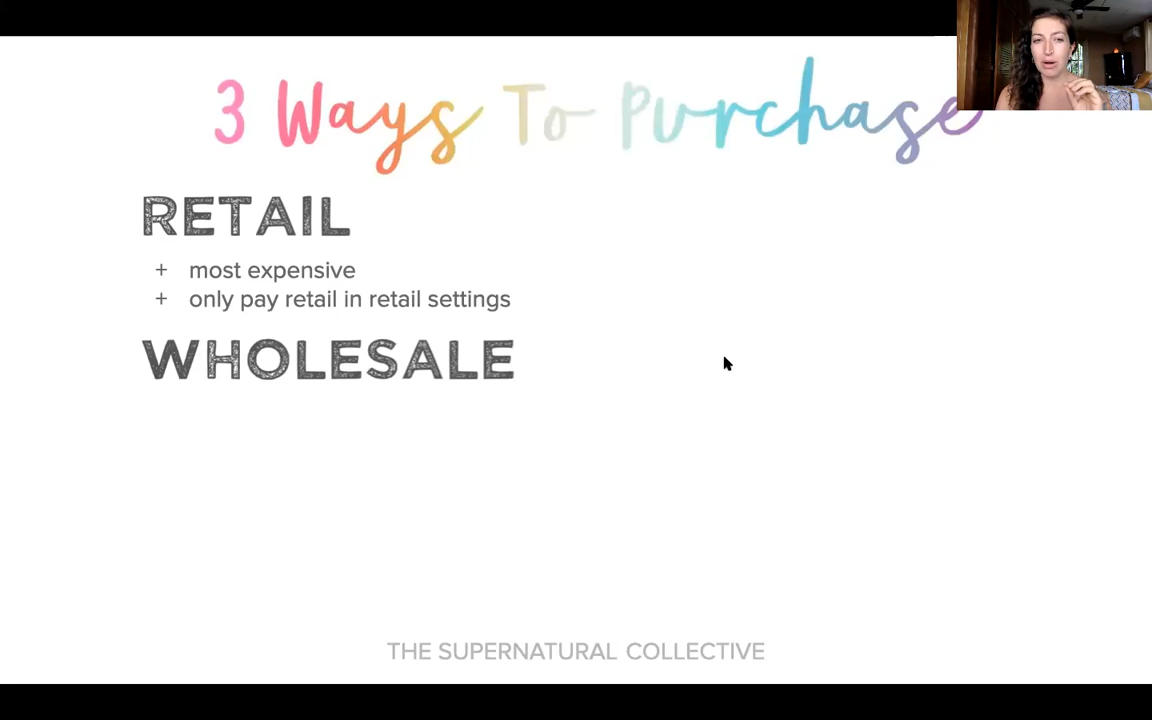 3 Ways To Purchase
RETAIL
+ most expensive
+ only pay retail in retail settings
WHOLESALE
THE SUPERNATURAL COLLECTIVE